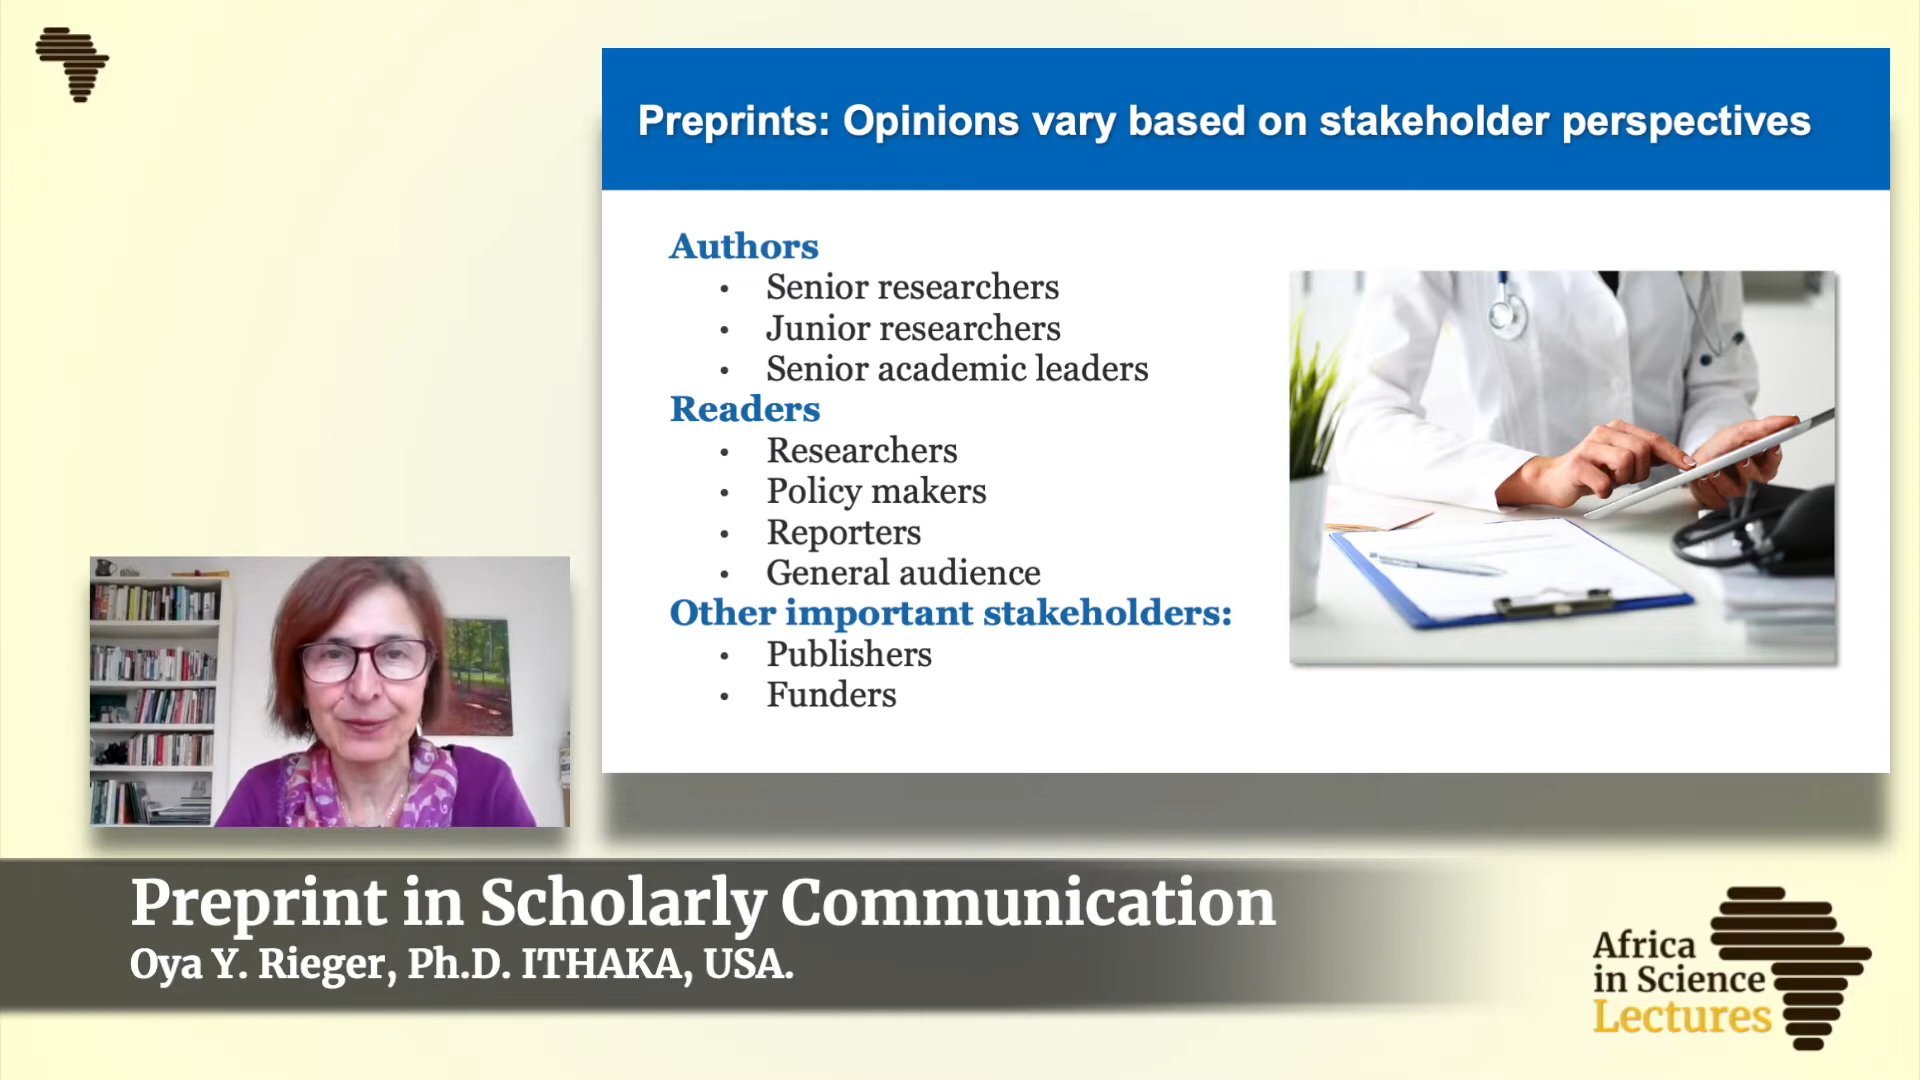 Preprints: Opinions vary based on stakeholder perspectives
Authors
• Senior researchers
• Junior researchers
• Senior academic leaders
Readers
• Researchers
• Policy makers
• Reporters
• General audience
Other important stakeholders:
• Publishers
• Funders
Preprint in Scholarly Communication
Oya Y. Rieger, Ph.D. ITHAKA, USA.
Africa
in Science
Lectures